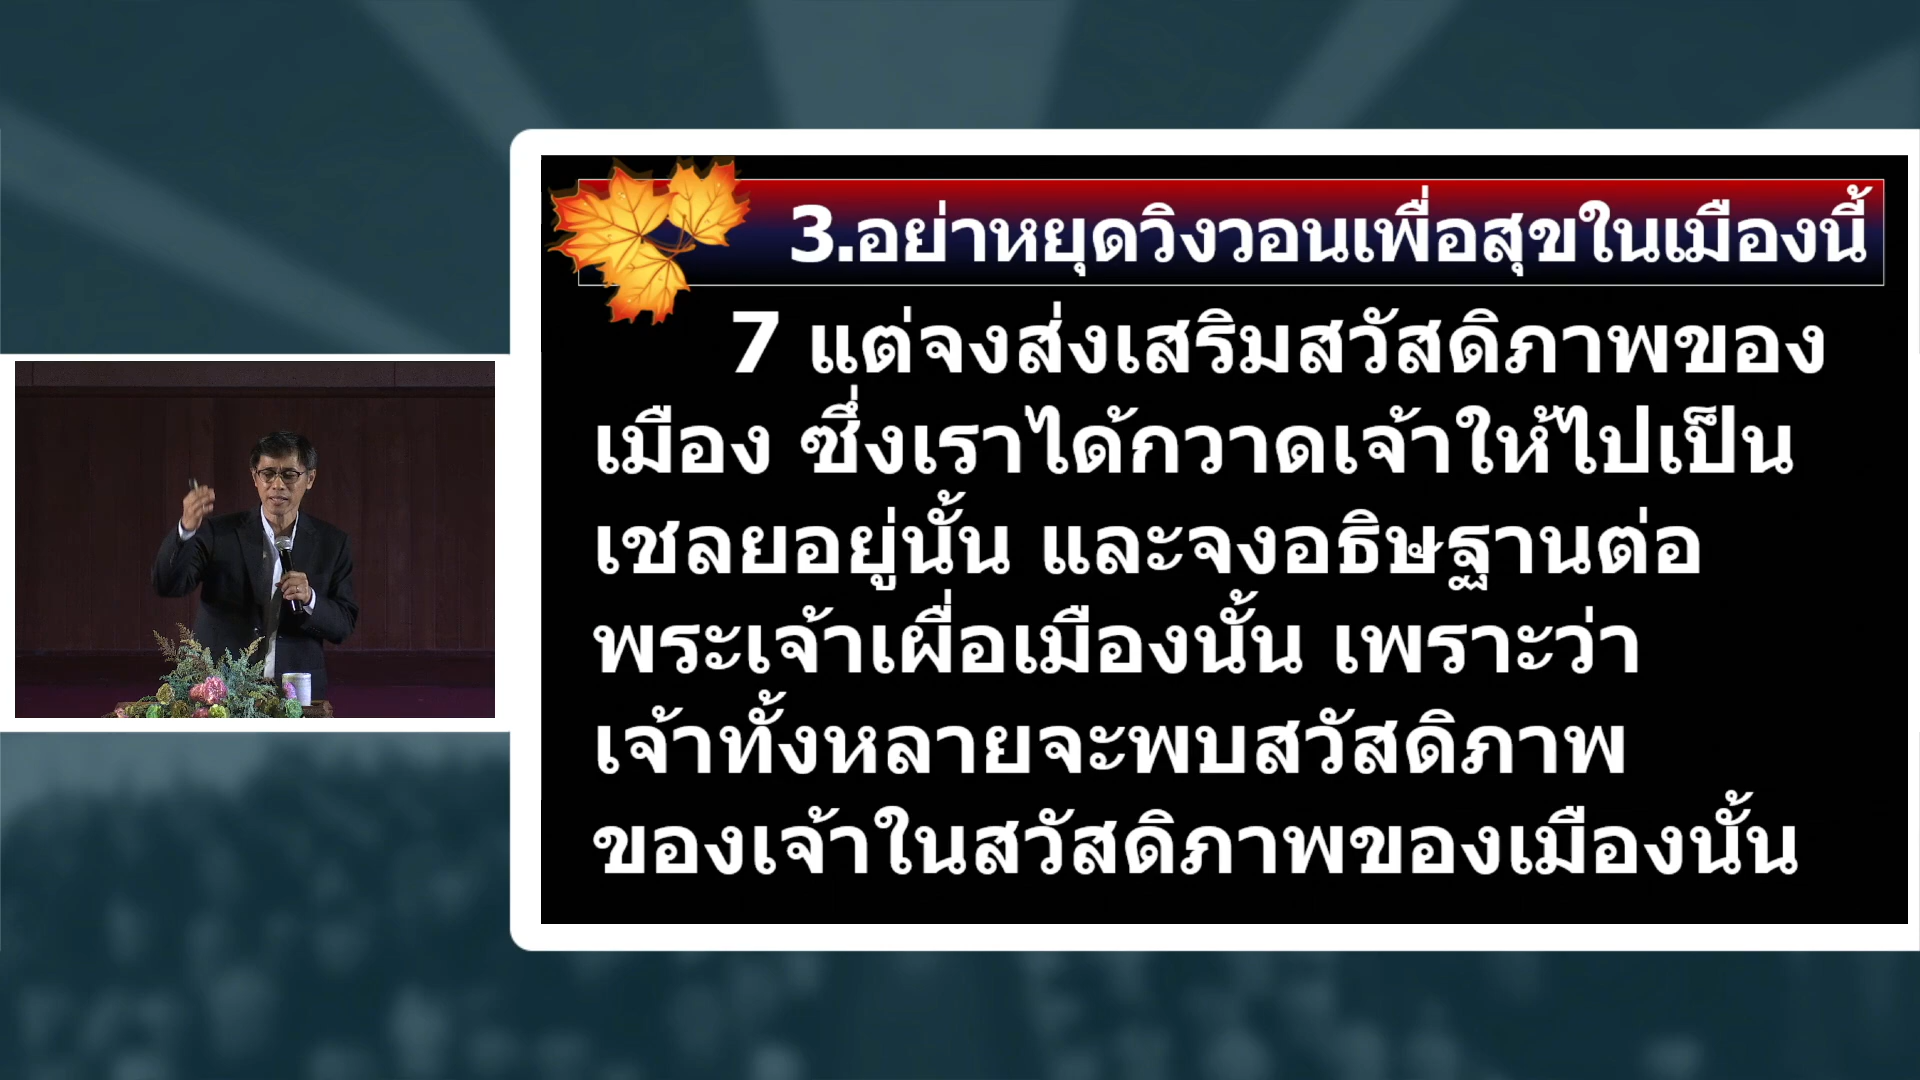 3.อย่าหยุดวิงวอนเพื่อสุขในเมืองนี้
7 แต่จงส่งเสริมสวัสดิภาพของ
เมือง ซึ่งเราได้กวาดเจ้าให้ไปเป็น
เชลยอยู่นั้น และจงอธิษฐานต่อ
พระเจ้าเผื่อเมืองนั้น เพราะว่า
เจ้าทั้งหลายจะพบสวัสดิภาพ
ของเจ้าในสวัสดิภาพของเมืองนั้น